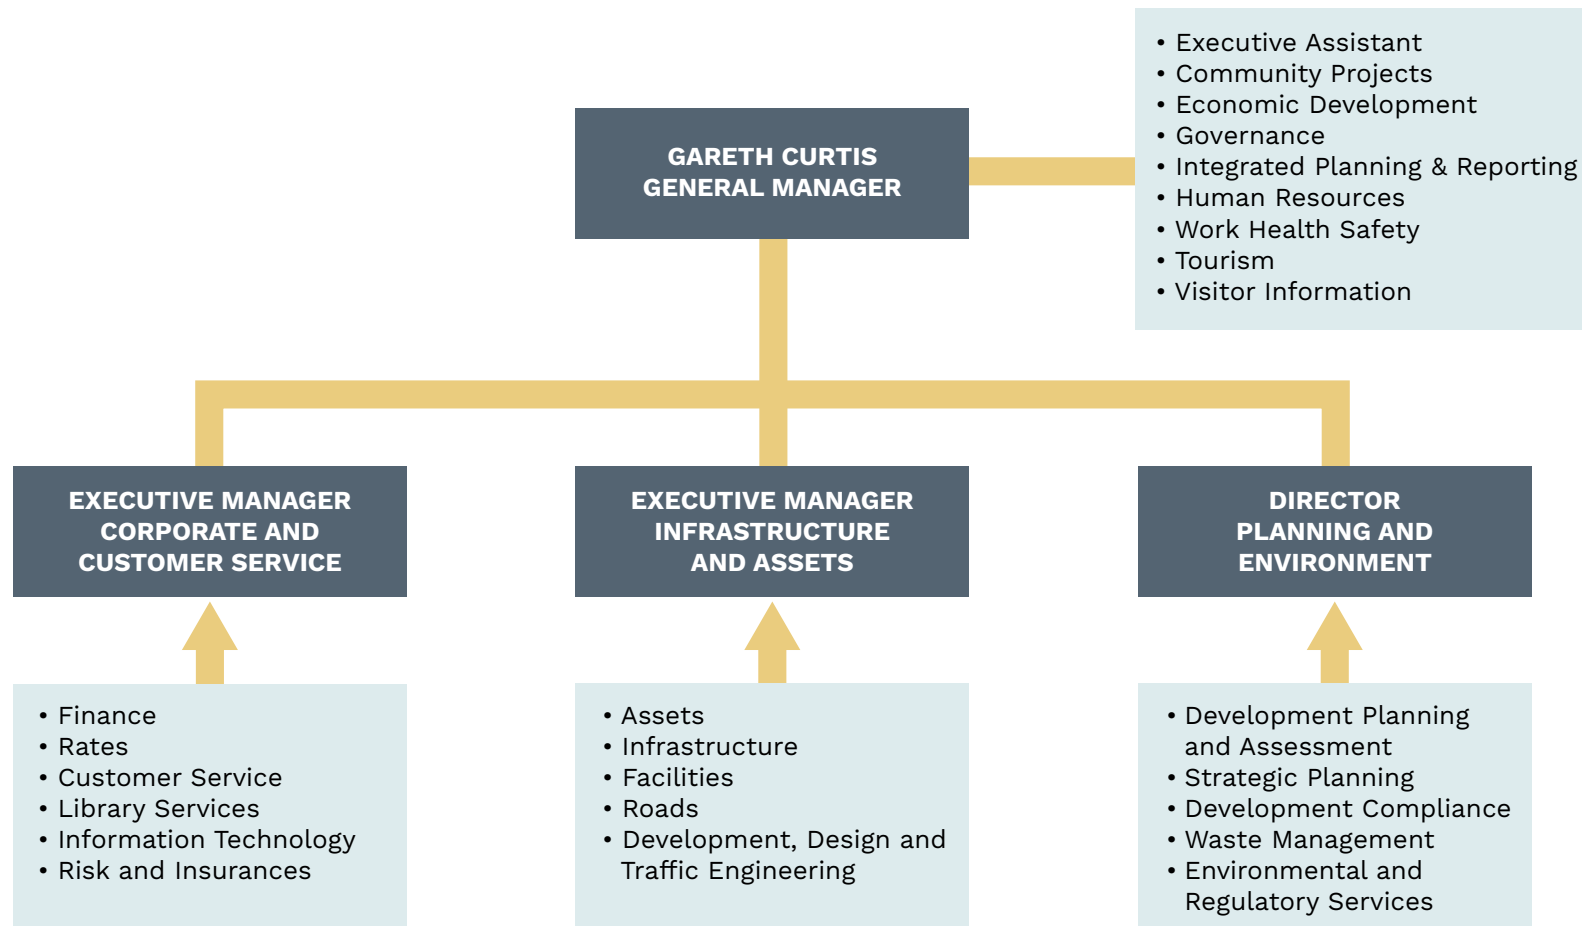 • Executive Assistant
• Community Projects
• Economic Development
• Governance
• Integrated Planning & Reporting
• Human Resources
• Work Health Safety
• Tourism
• Visitor Information
GARETH CURTIS
GENERAL MANAGER
EXECUTIVE MANAGER
CORPORATE AND
CUSTOMER SERVICE
EXECUTIVE MANAGER
INFRASTRUCTURE
AND ASSETS
DIRECTOR
PLANNING AND
ENVIRONMENT
• Finance
• Rates
• Customer Service
• Library Services
• Information Technology
• Risk and Insurances
• Assets
• Infrastructure
• Facilities
• Roads
• Development, Design and
Traffic Engineering
• Development Planning
and Assessment
• Strategic Planning
• Development Compliance
• Waste Management
• Environmental and
Regulatory Services